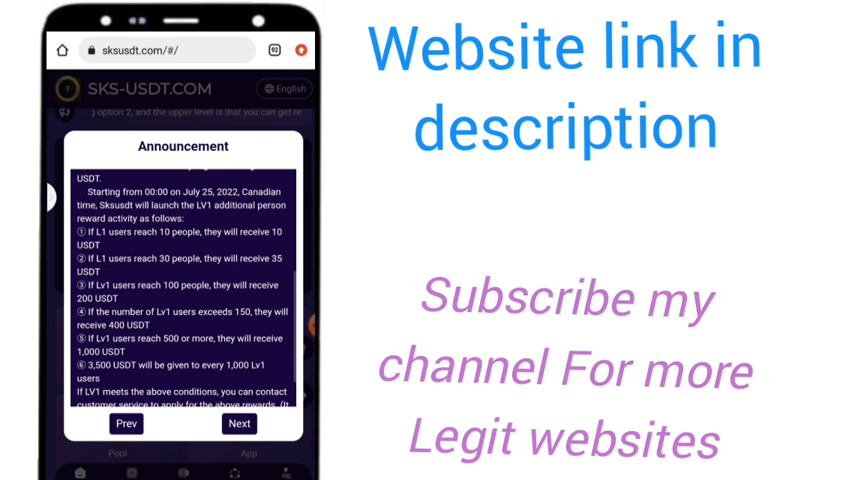 sksusdt.com/#/
92
SKS-USDT.COM
English
option 2, and the upper level is that you can get re
Announcement
USDT.
Starting from 00:00 on July 25, 2022, Canadian
time, Sksusdt will launch the LV1 additional person
reward activity as follows:
① If L1 users reach 10 people, they will receive 10
USDT
② If L1 users reach 30 people, they will receive 35
USDT
③ If Lv1 users reach 100 people, they will receive
200 USDT
④ If the number of Lv1 users exceeds 150, they will
receive 400 USDT
⑤ If Lv1 users reach 500 or more, they will receive
1,000 USDT
⑥ 3,500 USDT will be given to every 1,000 Lv1
users
If LV1 meets the above conditions, you can contact
customer service to apply for the above rewards. (It
Prev
Next
Pool
App
Website link in
description
Subscribe my
channel For more
Legit websites